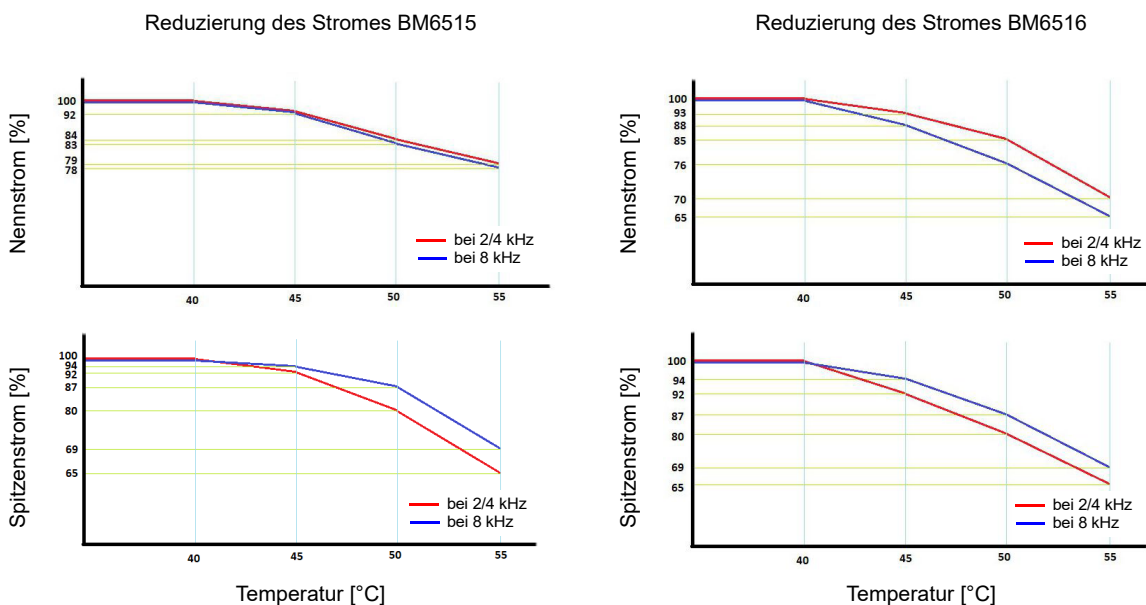 Reduzierung des Stromes BM6515
Nennstrom [%]
100
92
84
83
79
78
bei 2/4 kHz
bei 8 kHz
40 45 50 55
Spitzenstrom [%]
100
94
92
87
80
69
65
bei 2/4 kHz
bei 8 kHz
40 45 50 55
Temperatur [°C]
Reduzierung des Stromes BM6516
Nennstrom [%]
100
93
88
85
76
70
65
bei 2/4 kHz
bei 8 kHz
40 45 50 55
Spitzenstrom [%]
100
94
92
87
80
69
65
bei 2/4 kHz
bei 8 kHz
40 45 50 55
Temperatur [°C]